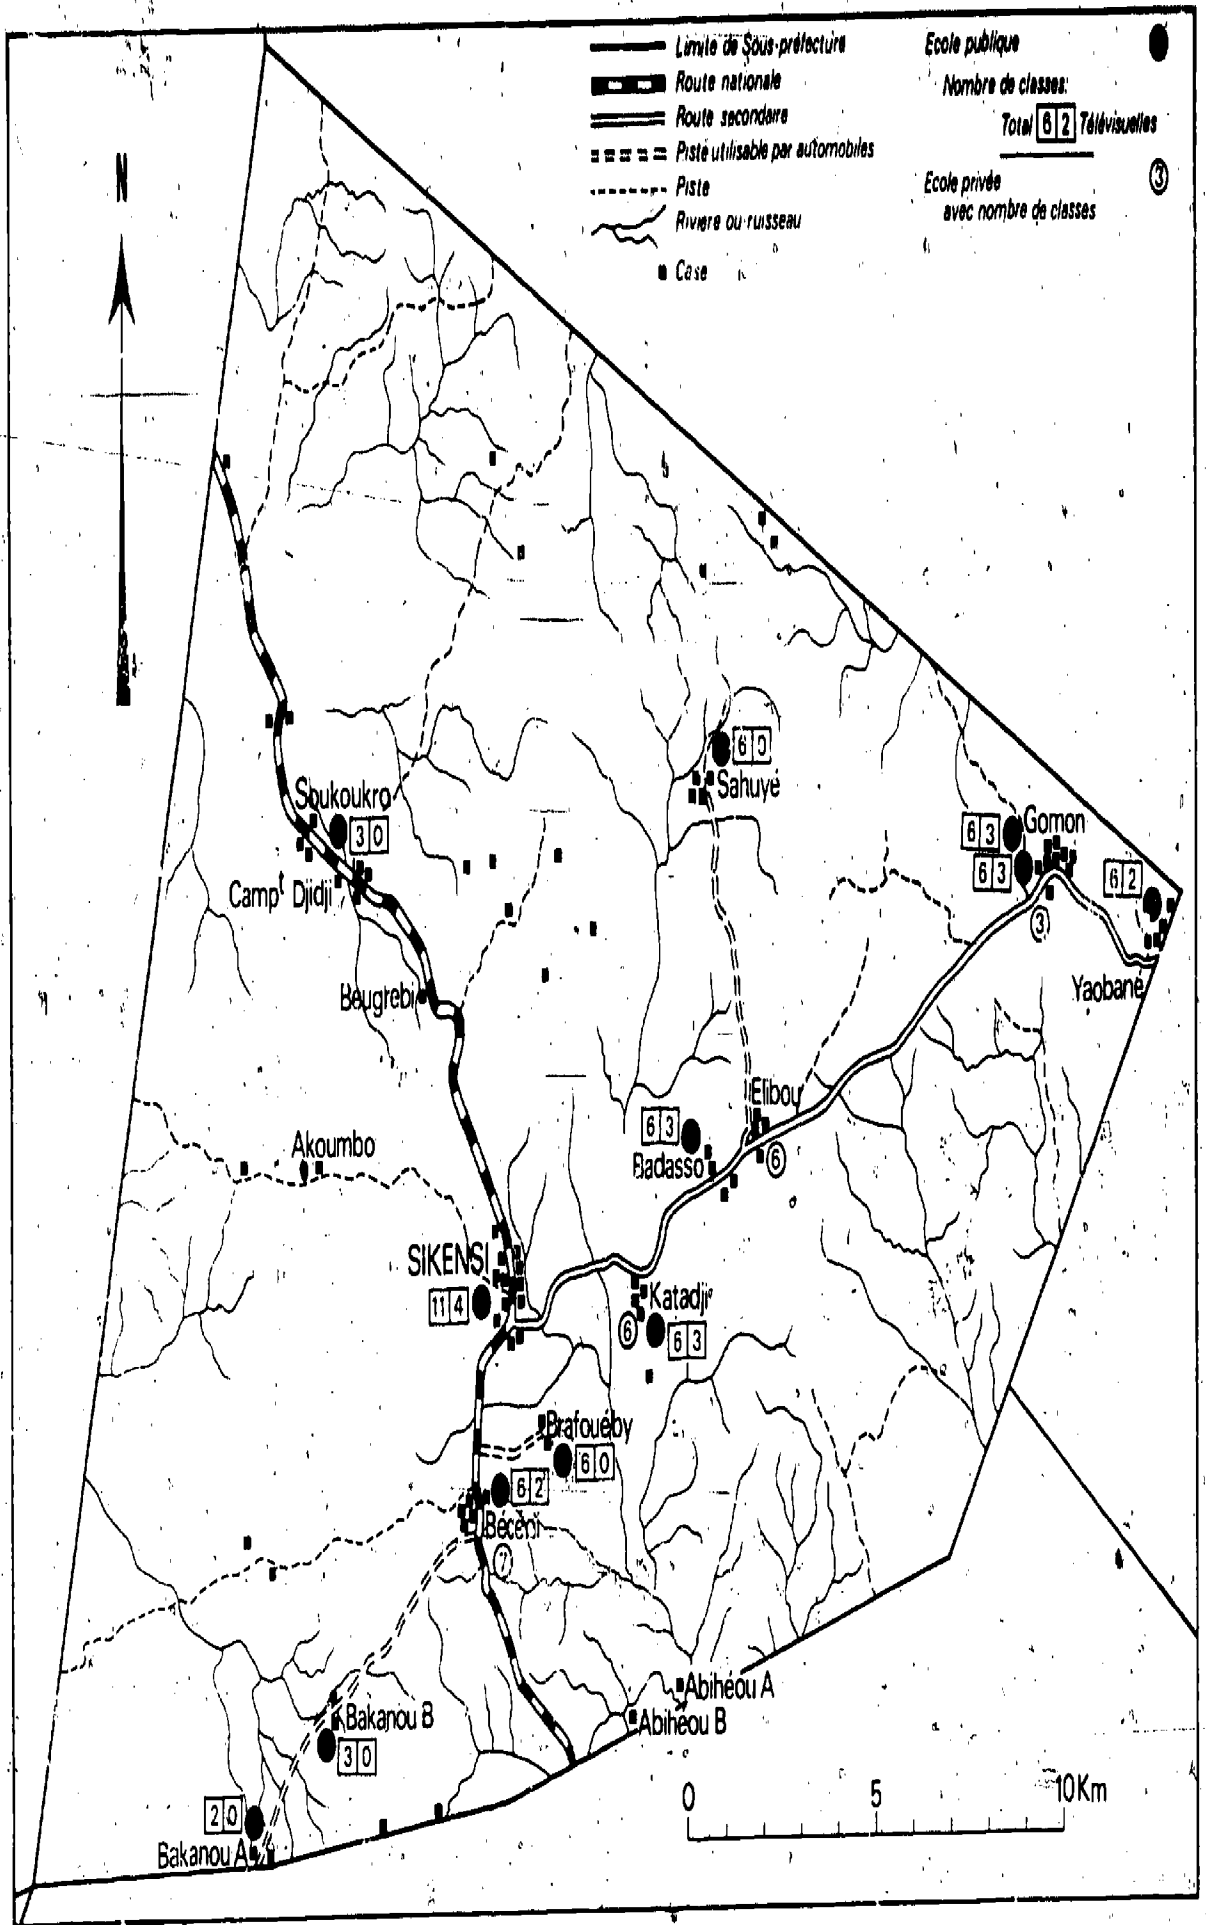 Limite de Sous-préfecture
Route nationale
Route secondaire
Piste utilisable par automobiles
Piste
Rivière ou ruisseau
Case
Ecole publique
Nombre de classes:
Total 6 2 Télévisuelles
Ecole privée 3
avec nombre de classes
N
6 0
Sahuyé
Soukoukro
3 0
Camp^t Djidji
Gomon
6 3
6 3
3
6 2
Yaobané
Bougrebi
Elibou
6 3
Badasso
6
Akoumbo
SIKENSI
11 4
Katadji
6
6 3
Brafouéby
6 0
6 2
Bécédi
7
Abihéou A
Abihéou B
Bakanou B
3 0
2 0
Bakanou A
0 5 10Km